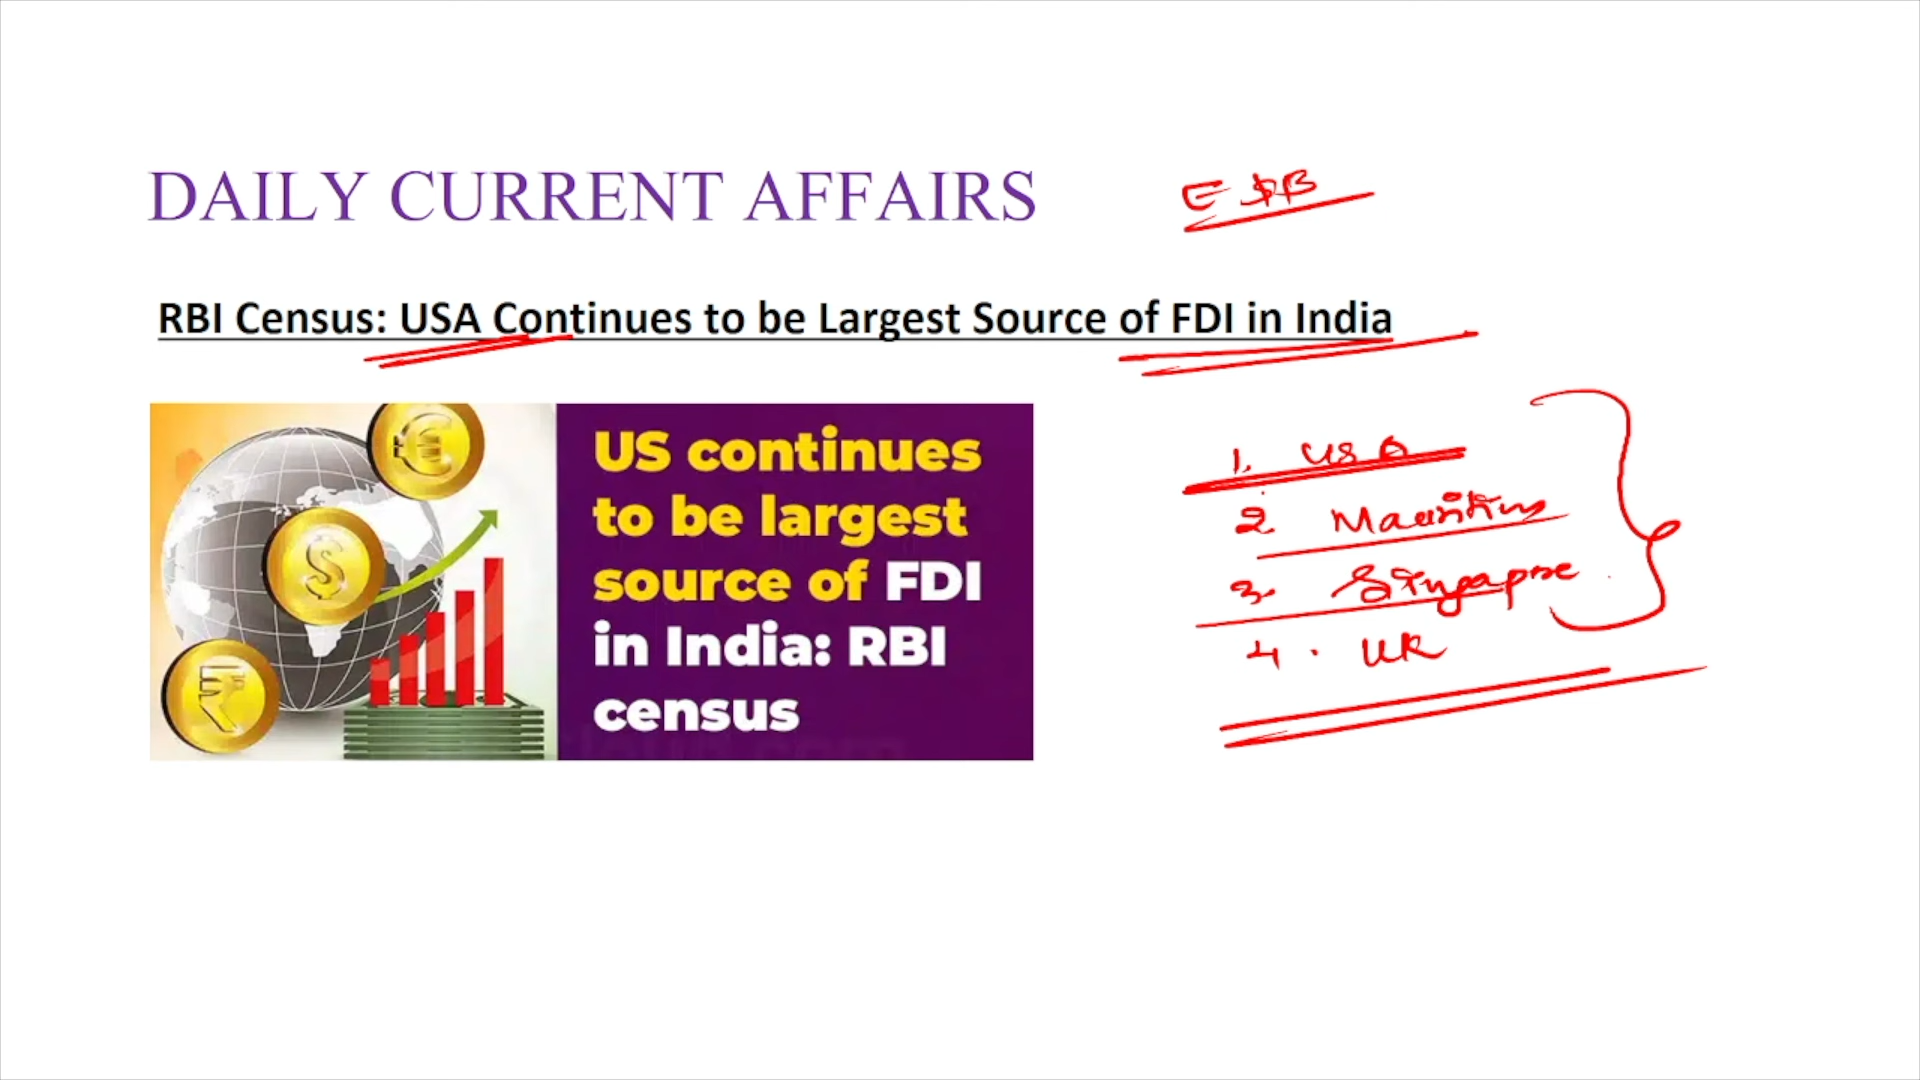 DAILY CURRENT AFFAIRS
RBI Census: USA Continues to be Largest Source of FDI in India
US continues
to be largest
source of FDI
in India: RBI
census
1. USA
2. Mauritius
3. Singapore
4. UK